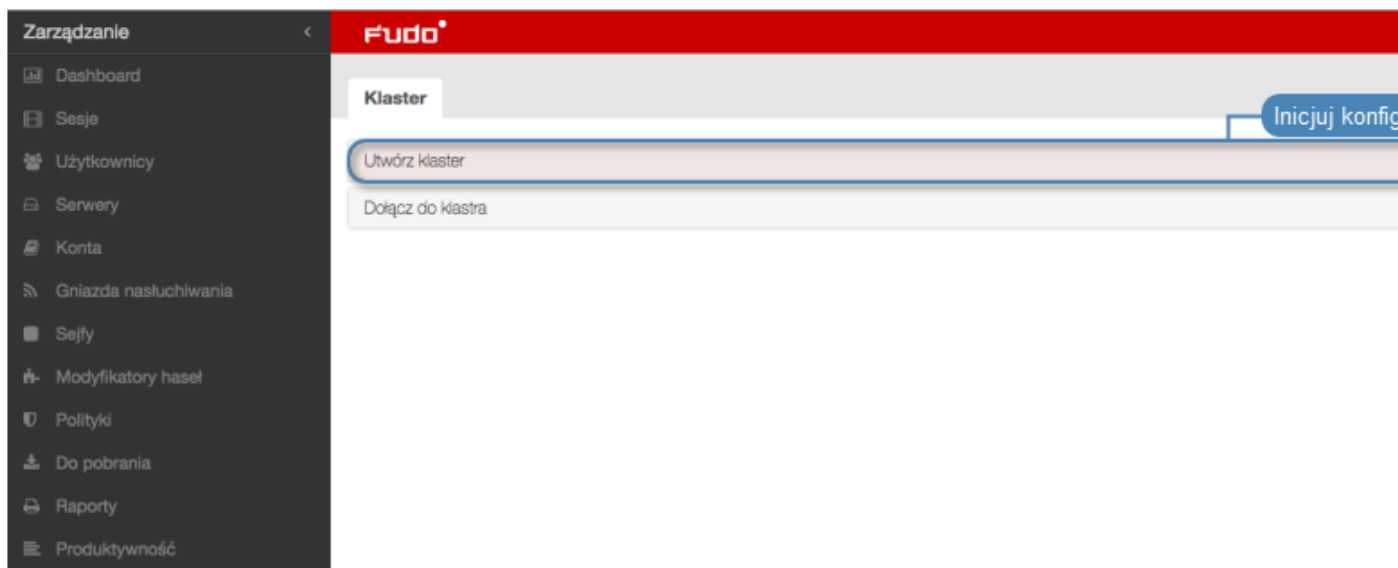 Zarządzanie
Fudo
Dashboard
Sesje
Użytkownicy
Serwery
Konta
Gniazda nasłuchiwania
Sejfy
Modyfikatory haseł
Polityki
Do pobrania
Raporty
Produktywność
Klaster
Inicjuj konfig
Utwórz klaster
Dołącz do klastra